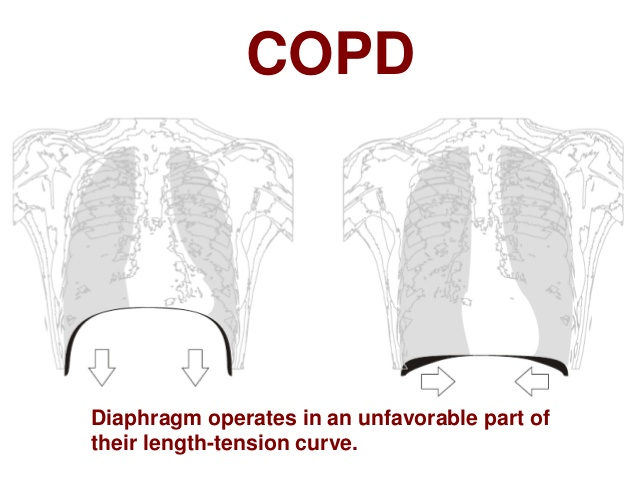 COPD
Diaphragm operates in an unfavorable part of
their length-tension curve.